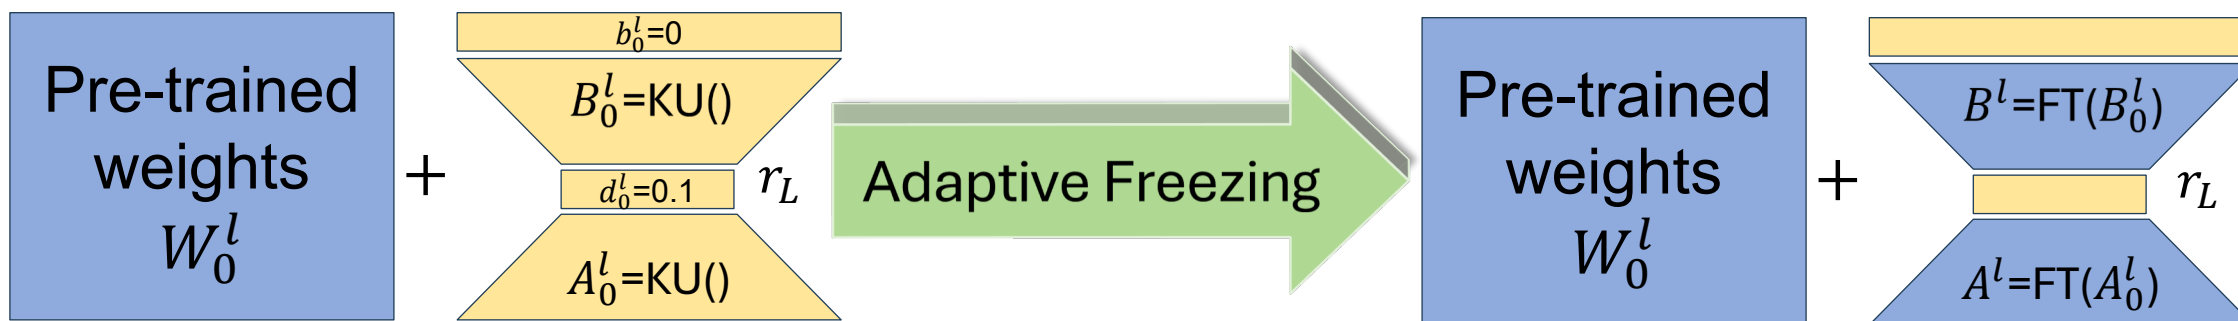 Pre-trained
weights
W_0^l
+
b_0^l=0
B_0^l=KU()
d_0^l=0.1
r_L
A_0^l=KU()
Adaptive Freezing
Pre-trained
weights
W_0^l
+
B^l=FT(B_0^l)
r_L
A^l=FT(A_0^l)